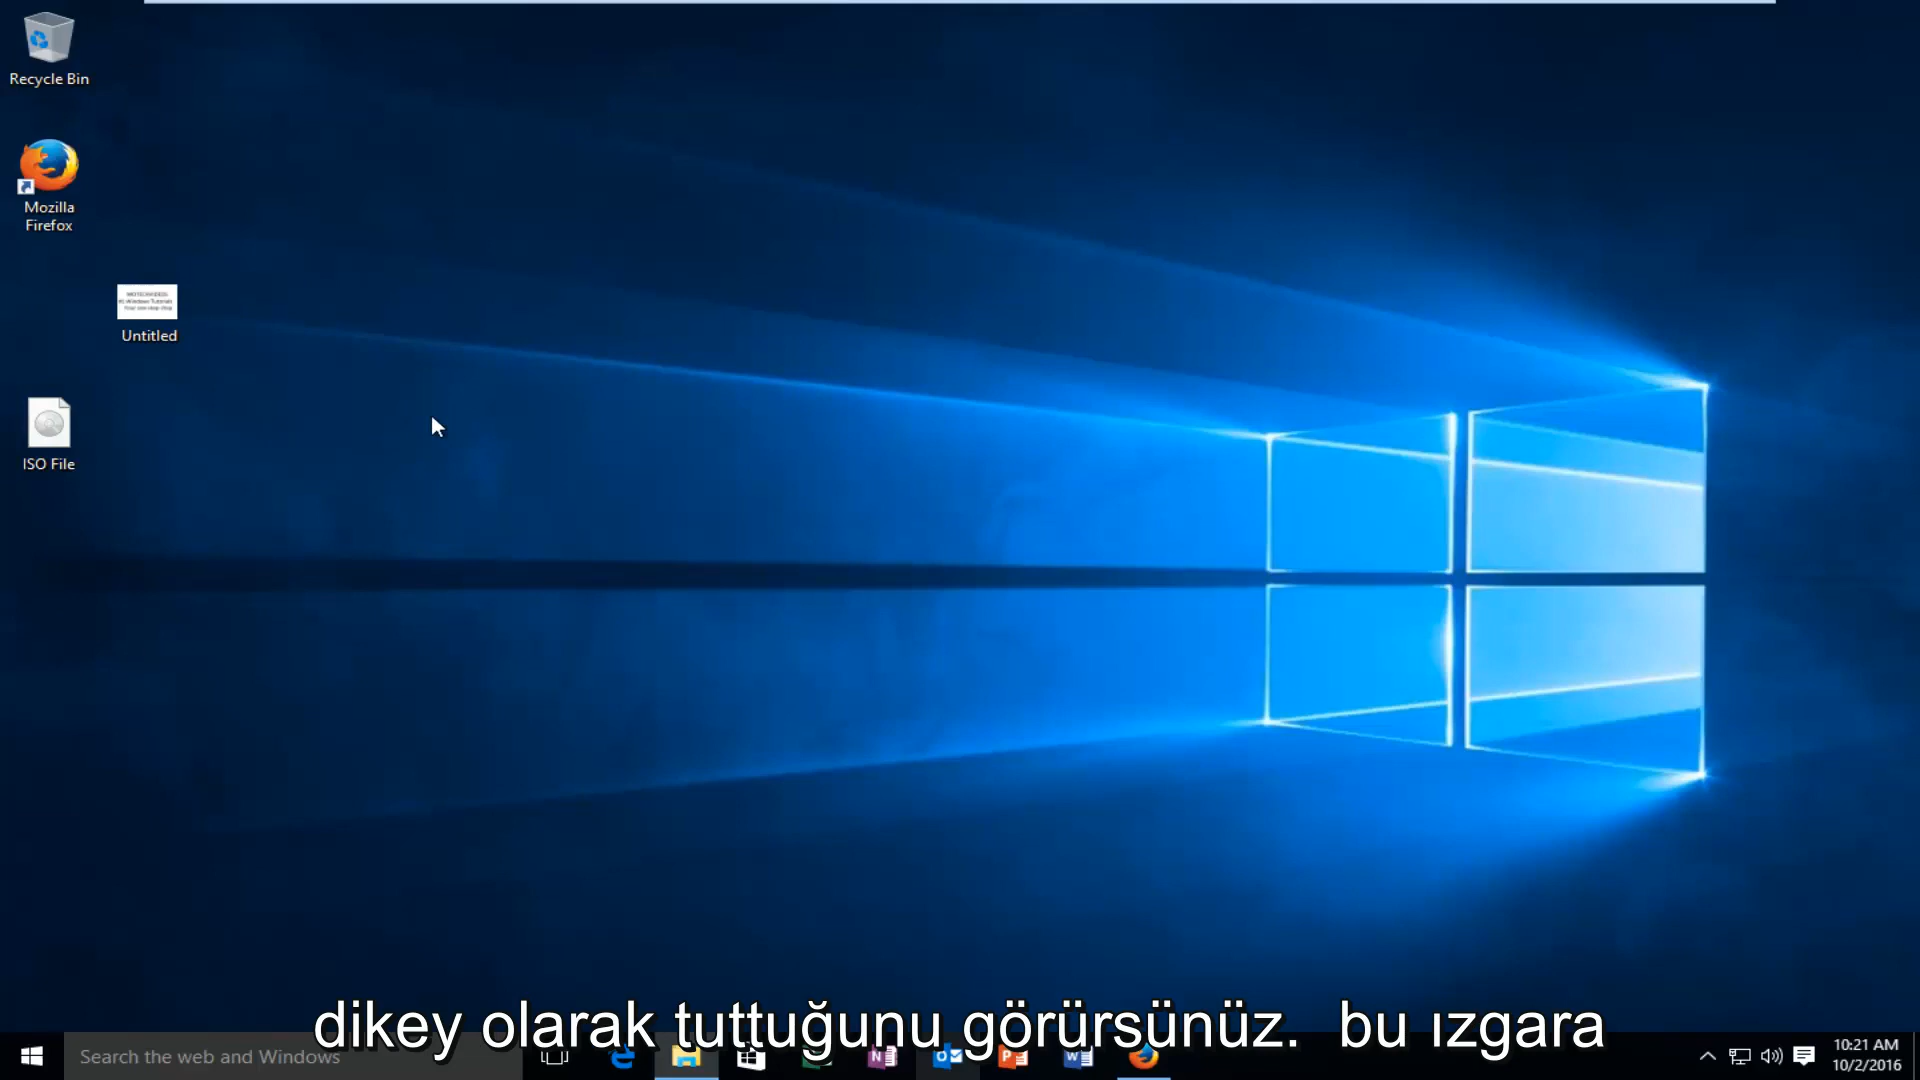 Recycle Bin
Mozilla
Firefox
Untitled
ISO File
dikey olarak tuttuğunu görürsünüz.  bu ızgara
Search the web and Windows
10:21 AM
10/2/2016